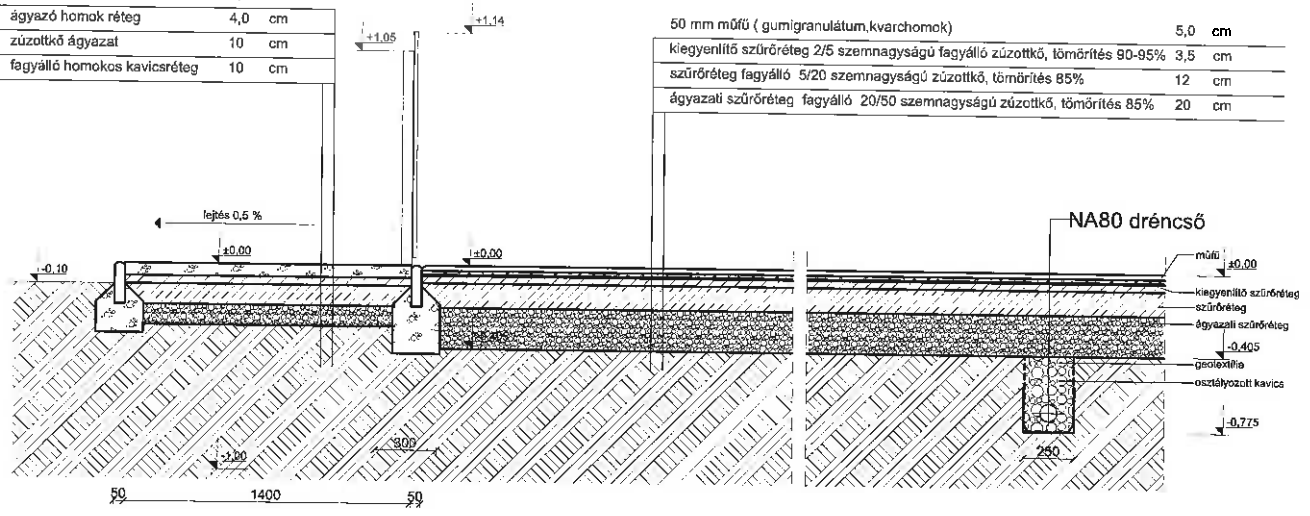 ágyazó homok réteg 4,0 cm
zúzottkő ágyazat 10 cm
fagyálló homokos kavicsréteg 10 cm
+1,14
+1,05
50 mm műfű ( gumigranulátum,kvarchomok) 5,0 cm
kiegyenlítő szűrőréteg 2/5 szemnagyságú fagyálló zúzottkő, tömörítés 90-95% 3,5 cm
szűrőréteg fagyálló 5/20 szemnagyságú zúzottkő, tömörítés 85% 12 cm
ágyazati szűrőréteg fagyálló 20/50 szemnagyságú zúzottkő, tömörítés 85% 20 cm
lejtés 0,5 %
NA80 dréncső
±0,00
±0,00
-0,10
műfű
±0,00
kiegyenlítő szűrőréteg
szűrőréteg
ágyazati szűrőréteg
-0,405
geotextília
osztályozott kavics
-0,775
300
-1,00
250
50
1400
50